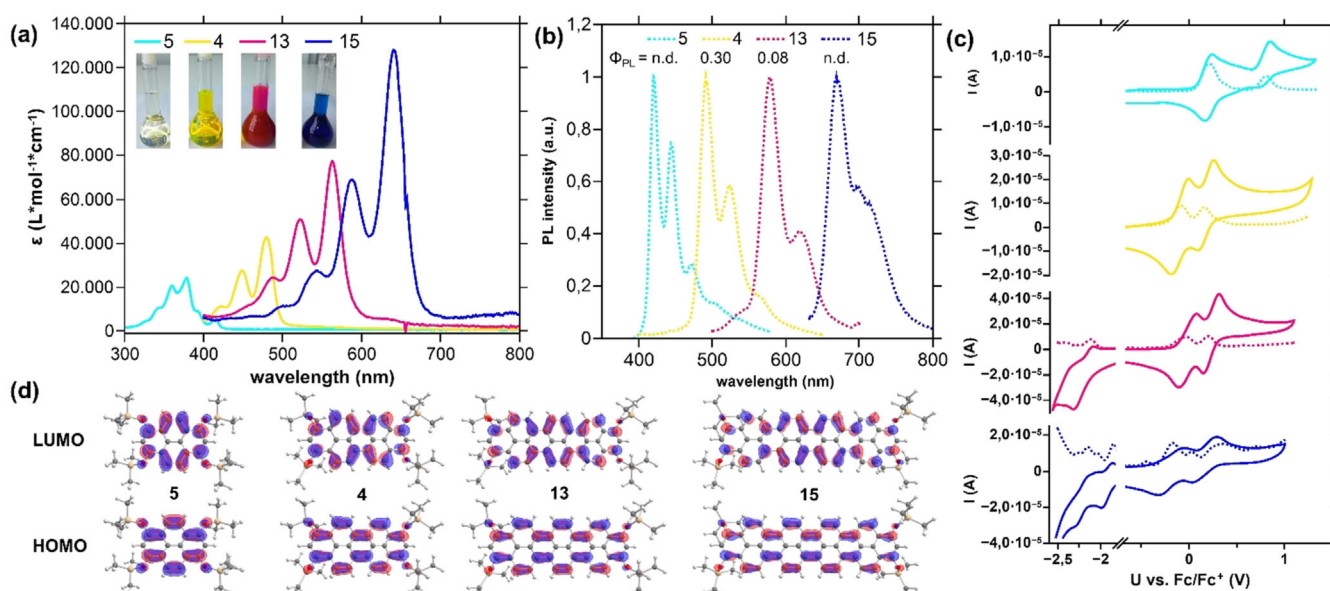 (a)
5 4 13 15
140.000
120.000
100.000
80.000
60.000
40.000
20.000
0
ε (L*mol⁻¹*cm⁻¹)
300 400 500 600 700 800
wavelength (nm)
(b)
5 4 13 15
Φ_PL = n.d. 0.30 0.08 n.d.
1,2
1
0,8
0,6
0,4
0,2
0
PL intensity (a.u.)
400 500 600 700 800
wavelength (nm)
(c)
1,0·10⁻⁵
0
−1,0·10⁻⁵
I (A)
3,0·10⁻⁵
2,0·10⁻⁵
1,0·10⁻⁵
0
−1,0·10⁻⁵
−2,0·10⁻⁵
I (A)
4,0·10⁻⁵
2,0·10⁻⁵
0
−2,0·10⁻⁵
−4,0·10⁻⁵
I (A)
2,0·10⁻⁵
0
−2,0·10⁻⁵
−4,0·10⁻⁵
I (A)
−2,5 −2 0 1
U vs. Fc/Fc⁺ (V)
(d)
LUMO
5 4 13 15
HOMO